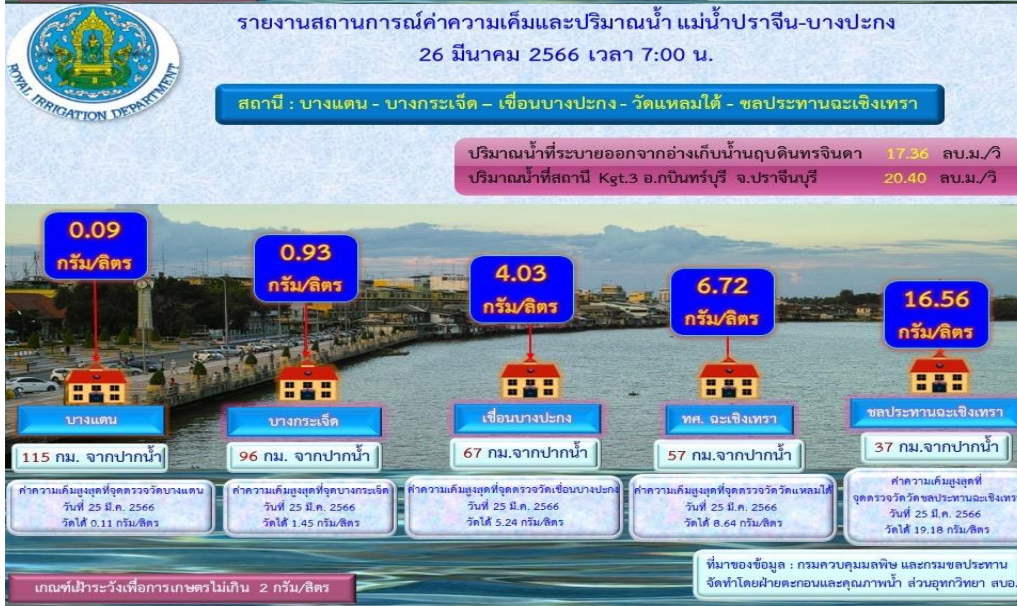 รายงานสถานการณ์ค่าความเค็มและปริมาณน้ำ แม่น้ำปราจีน-บางปะกง
26 มีนาคม 2566 เวลา 7:00 น.
ROYAL IRRIGATION DEPARTMENT
สถานี : บางแตน - บางกระเจ็ด – เขื่อนบางปะกง - วัดแหลมใต้ - ชลประทานฉะเชิงเทรา
ปริมาณน้ำที่ระบายออกจากอ่างเก็บน้ำนฤบดินทรจินดา 17.36 ลบ.ม./วิ
ปริมาณน้ำที่สถานี Kgt.3 อ.กบินทร์บุรี จ.ปราจีนบุรี 20.40 ลบ.ม./วิ
0.09
กรัม/ลิตร
0.93
กรัม/ลิตร
4.03
กรัม/ลิตร
6.72
กรัม/ลิตร
16.56
กรัม/ลิตร
บางแตน
บางกระเจ็ด
เขื่อนบางปะกง
ทศ. ฉะเชิงเทรา
ชลประทานฉะเชิงเทรา
115 กม. จากปากน้ำ
96 กม. จากปากน้ำ
67 กม.จากปากน้ำ
57 กม.จากปากน้ำ
37 กม.จากปากน้ำ
ค่าความเค็มสูงสุดที่จุดตรวจวัดบางแตน
วันที่ 25 มี.ค. 2566
วัดได้ 0.11 กรัม/ลิตร
ค่าความเค็มสูงสุดที่จุดบางกระเจ็ด
วันที่ 25 มี.ค. 2566
วัดได้ 1.45 กรัม/ลิตร
ค่าความเค็มสูงสุดที่จุดตรวจวัดเขื่อนบางปะกง
วันที่ 25 มี.ค. 2566
วัดได้ 5.24 กรัม/ลิตร
ค่าความเค็มสูงสุดที่จุดตรวจวัดวัดแหลมใต้
วันที่ 25 มี.ค. 2566
วัดได้ 8.64 กรัม/ลิตร
ค่าความเค็มสูงสุดที่
จุดตรวจวัดวัดชลประทานฉะเชิงเทร
วันที่ 25 มี.ค. 2566
วัดได้ 19.18 กรัม/ลิตร
เกณฑ์เฝ้าระวังเพื่อการเกษตรไม่เกิน 2 กรัม/ลิตร
ที่มาของข้อมูล : กรมควบคุมมลพิษ และกรมชลประทาน
จัดทำโดยฝ่ายตะกอนและคุณภาพน้ำ ส่วนอุทกวิทยา สบอ.